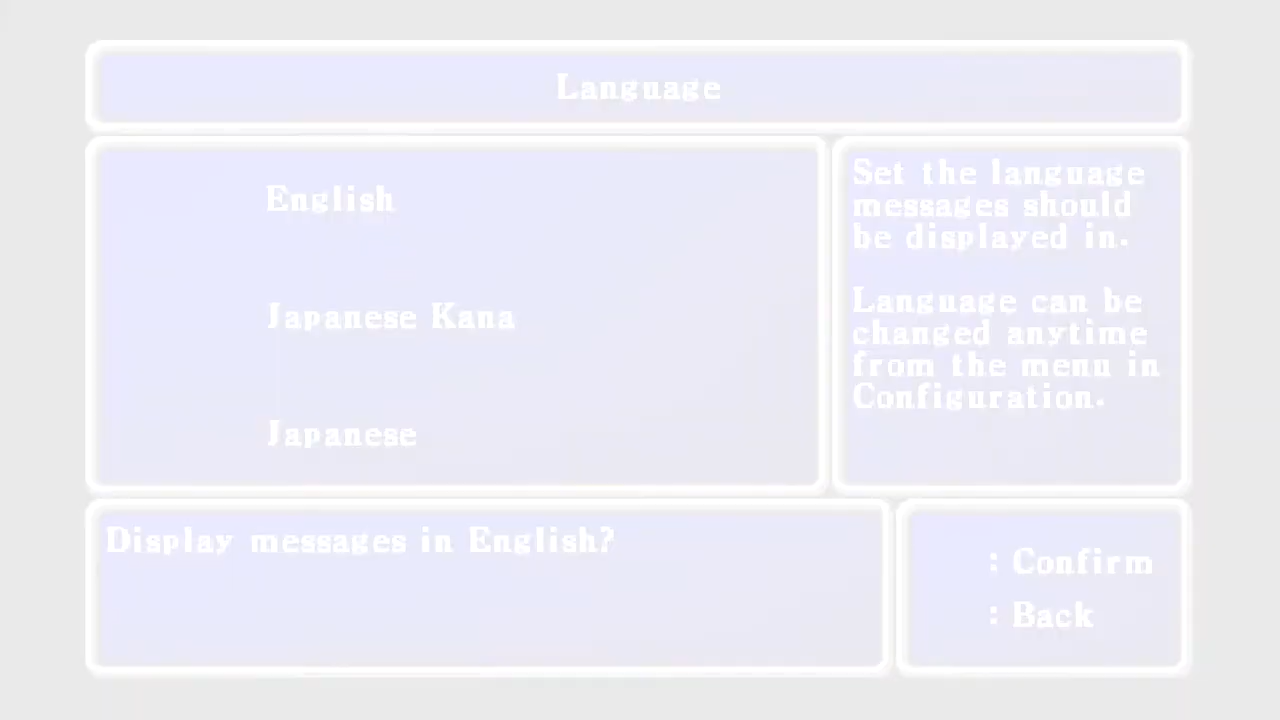 Language
English
Japanese Kana
Japanese
Set the language
messages should
be displayed in.
Language can be
changed anytime
from the menu in
Configuration.
Display messages in English?
: Confirm
: Back